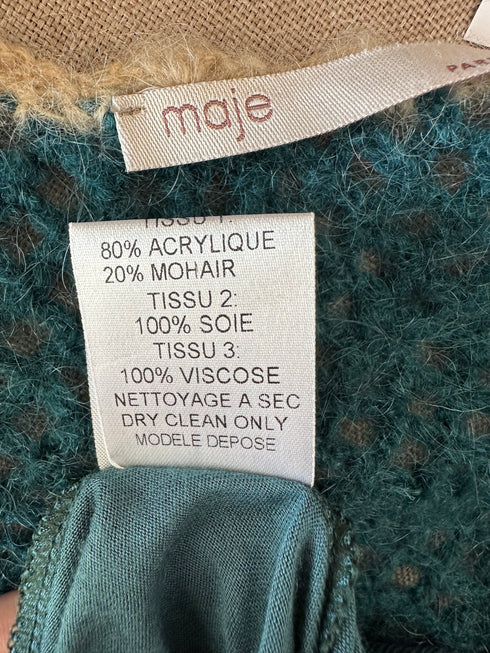 maje
PAR
TISSU 1:
80% ACRYLIQUE
20% MOHAIR
TISSU 2:
100% SOIE
TISSU 3:
100% VISCOSE
NETTOYAGE A SEC
DRY CLEAN ONLY
MODELE DEPOSE